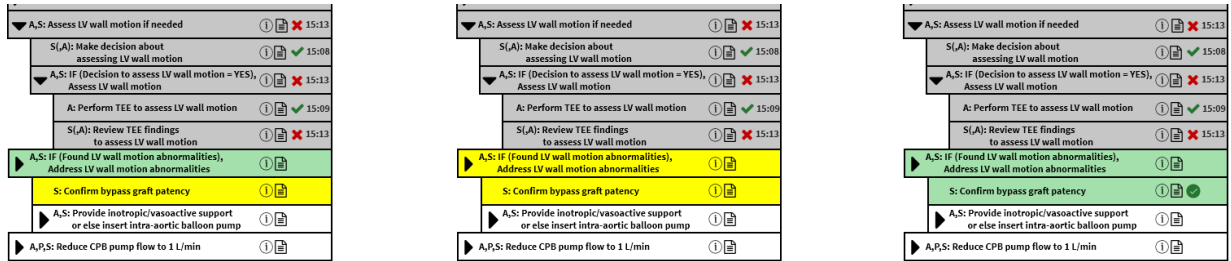 A,S: Assess LV wall motion if needed 15:13
S(,A): Make decision about
assessing LV wall motion 15:08
A,S: IF (Decision to assess LV wall motion = YES),
Assess LV wall motion 15:13
A: Perform TEE to assess LV wall motion 15:09
S(,A): Review TEE findings
to assess LV wall motion 15:13
A,S: IF (Found LV wall motion abnormalities),
Address LV wall motion abnormalities
S: Confirm bypass graft patency
A,S: Provide inotropic/vasoactive support
or else insert intra-aortic balloon pump
A,P,S: Reduce CPB pump flow to 1 L/min
A,S: Assess LV wall motion if needed 15:13
S(,A): Make decision about
assessing LV wall motion 15:08
A,S: IF (Decision to assess LV wall motion = YES),
Assess LV wall motion 15:13
A: Perform TEE to assess LV wall motion 15:09
S(,A): Review TEE findings
to assess LV wall motion 15:13
A,S: IF (Found LV wall motion abnormalities),
Address LV wall motion abnormalities
S: Confirm bypass graft patency
A,S: Provide inotropic/vasoactive support
or else insert intra-aortic balloon pump
A,P,S: Reduce CPB pump flow to 1 L/min
A,S: Assess LV wall motion if needed 15:13
S(,A): Make decision about
assessing LV wall motion 15:08
A,S: IF (Decision to assess LV wall motion = YES),
Assess LV wall motion 15:13
A: Perform TEE to assess LV wall motion 15:09
S(,A): Review TEE findings
to assess LV wall motion 15:13
A,S: IF (Found LV wall motion abnormalities),
Address LV wall motion abnormalities
S: Confirm bypass graft patency
A,S: Provide inotropic/vasoactive support
or else insert intra-aortic balloon pump
A,P,S: Reduce CPB pump flow to 1 L/min